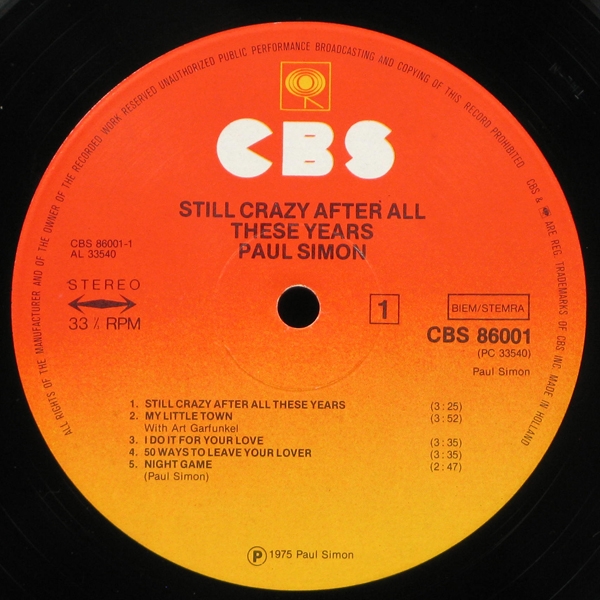 ALL RIGHTS OF THE MANUFACTURER AND OF THE OWNER OF THE RECORDED WORK RESERVED UNAUTHORIZED PUBLIC PERFORMANCE BROADCASTING AND COPYING OF THIS RECORD PROHIBITED CBS & ARE REG. TRADEMARKS OF CBS INC. MADE IN HOLLAND
CBS
STILL CRAZY AFTER ALL
THESE YEARS
PAUL SIMON
CBS 86001-1
AL 33540
STEREO
33 ⅓ RPM
1
BIEM/STEMRA
CBS 86001
(PC 33540)
Paul Simon
1. STILL CRAZY AFTER ALL THESE YEARS (3:25)
2. MY LITTLE TOWN (3:52)
With Art Garfunkel
3. I DO IT FOR YOUR LOVE (3:35)
4. 50 WAYS TO LEAVE YOUR LOVER (3:35)
5. NIGHT GAME (2:47)
(Paul Simon)
℗ 1975 Paul Simon